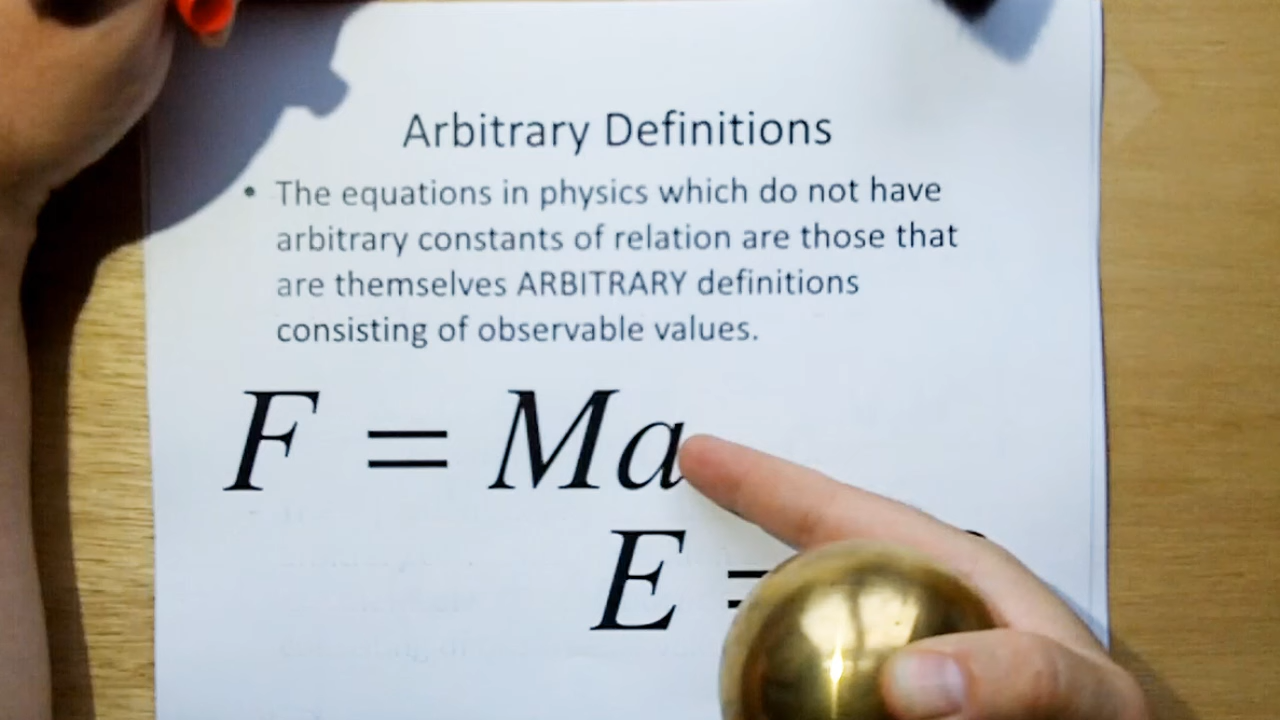 Arbitrary Definitions
• The equations in physics which do not have
arbitrary constants of relation are those that
are themselves ARBITRARY definitions
consisting of observable values.
F = Ma
E =